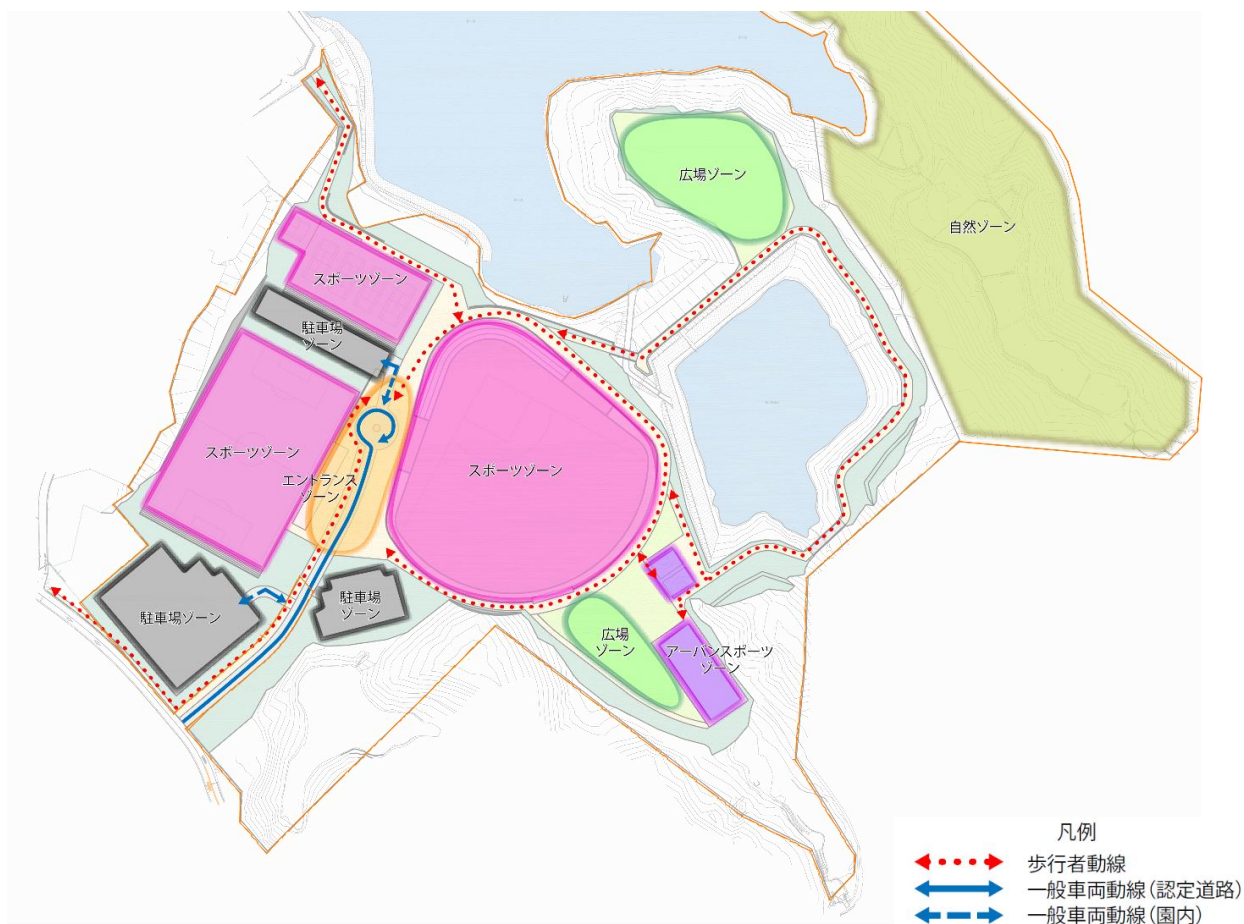 広場ゾーン
自然ゾーン
スポーツゾーン
駐車場
ゾーン
スポーツゾーン
エントランス
ゾーン
スポーツゾーン
駐車場ゾーン
駐車場
ゾーン
広場
ゾーン
アーバンスポーツ
ゾーン
凡例
歩行者動線
一般車両動線(認定道路)
一般車両動線(園内)